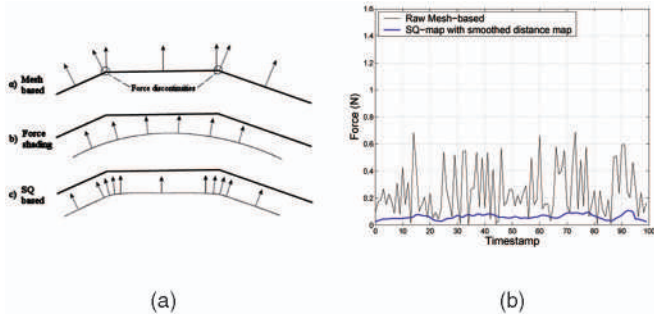 a) Mesh
based
Force discontinuities
b) Force
shading
c) SQ
based
(a)
Raw Mesh-based
SQ-map with smoothed distance map
Force (N)
1.6
1.4
1.2
1
0.8
0.6
0.4
0.2
0
0 10 20 30 40 50 60 70 80 90 100
Timestamp
(b)